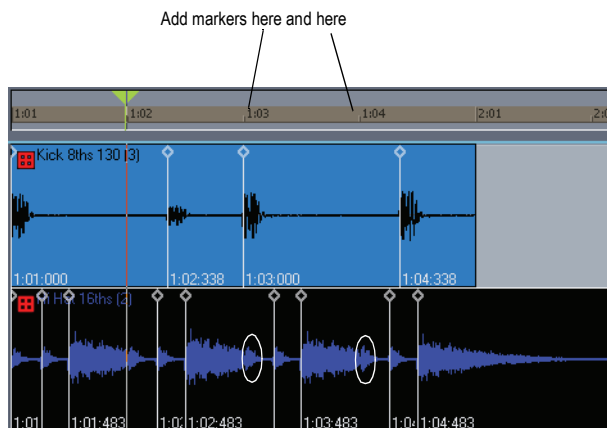 Add markers here and here
1:01 1:02 1:03 1:04 2:01
Kick 8ths 130 (3)
1:01:000 1:02:338 1:03:000 1:04:338
Hat 16ths (2)
1:01 1:01:483 1:02:483 1:03:483 1:04:483